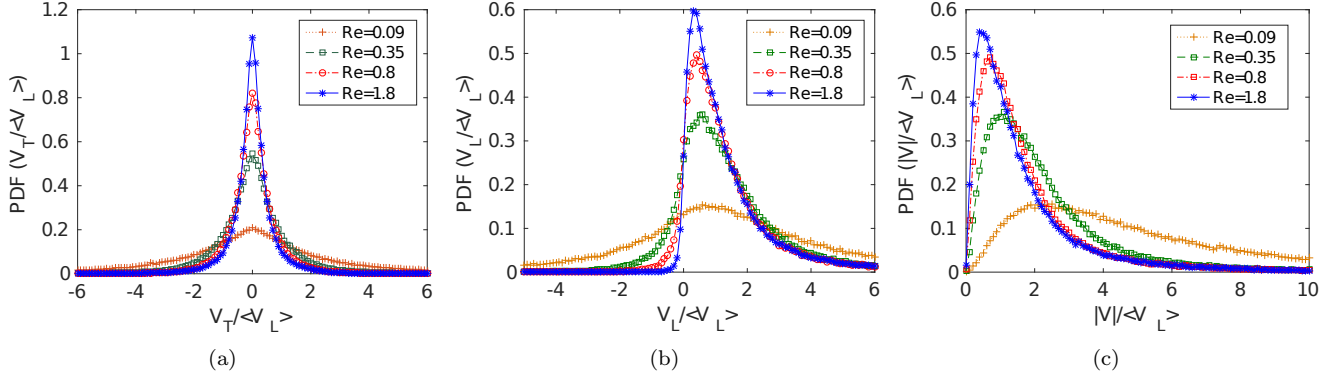 1.2
1
0.8
0.6
0.4
0.2
0
-6 -4 -2 0 2 4 6
PDF (V_T/<V_L>)
V_T/<V_L>
Re=0.09
Re=0.35
Re=0.8
Re=1.8
(a)
0.6
0.5
0.4
0.3
0.2
0.1
0
-4 -2 0 2 4 6
PDF (V_L/<V_L>)
V_L/<V_L>
Re=0.09
Re=0.35
Re=0.8
Re=1.8
(b)
0.6
0.5
0.4
0.3
0.2
0.1
0
0 2 4 6 8 10
PDF (|V|/<V_L>)
|V|/<V_L>
Re=0.09
Re=0.35
Re=0.8
Re=1.8
(c)